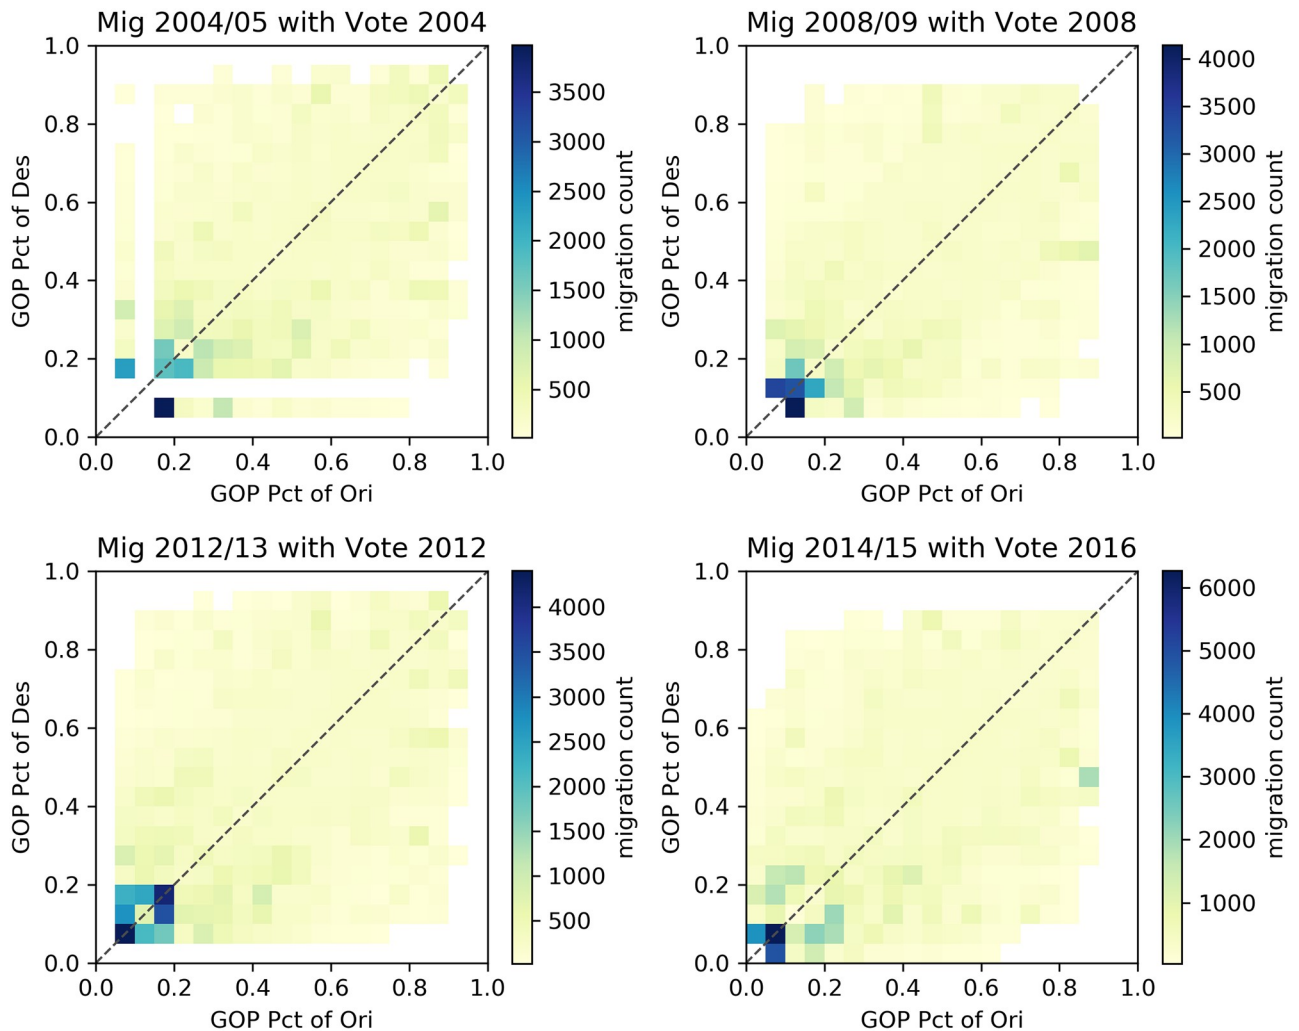 Mig 2004/05 with Vote 2004
1.0
0.8
0.6
0.4
0.2
0.0
GOP Pct of Des
0.0 0.2 0.4 0.6 0.8 1.0
GOP Pct of Ori
3500
3000
2500
2000
1500
1000
500
migration count
Mig 2008/09 with Vote 2008
1.0
0.8
0.6
0.4
0.2
0.0
GOP Pct of Des
0.0 0.2 0.4 0.6 0.8 1.0
GOP Pct of Ori
4000
3500
3000
2500
2000
1500
1000
500
migration count
Mig 2012/13 with Vote 2012
1.0
0.8
0.6
0.4
0.2
0.0
GOP Pct of Des
0.0 0.2 0.4 0.6 0.8 1.0
GOP Pct of Ori
4000
3500
3000
2500
2000
1500
1000
500
migration count
Mig 2014/15 with Vote 2016
1.0
0.8
0.6
0.4
0.2
0.0
GOP Pct of Des
0.0 0.2 0.4 0.6 0.8 1.0
GOP Pct of Ori
6000
5000
4000
3000
2000
1000
migration count